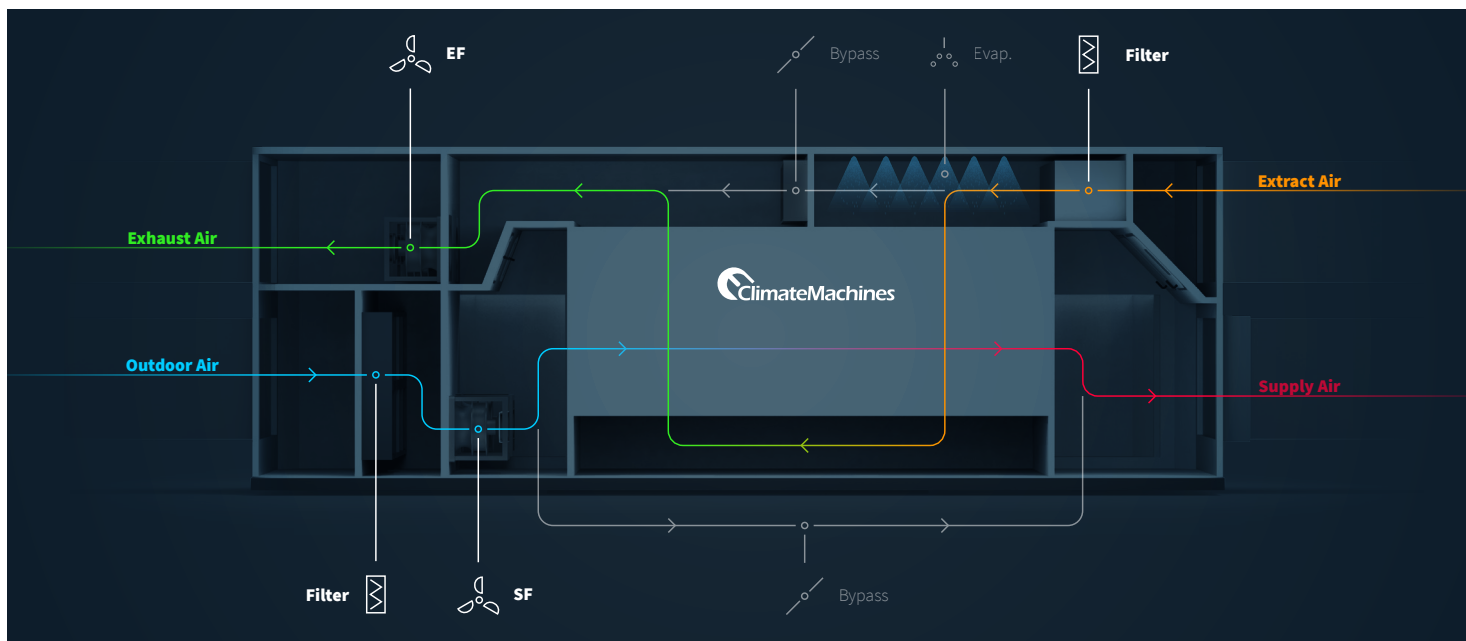 EF
Bypass
Evap.
Filter
Extract Air
Exhaust Air
ClimateMachines
Outdoor Air
Supply Air
Filter
SF
Bypass